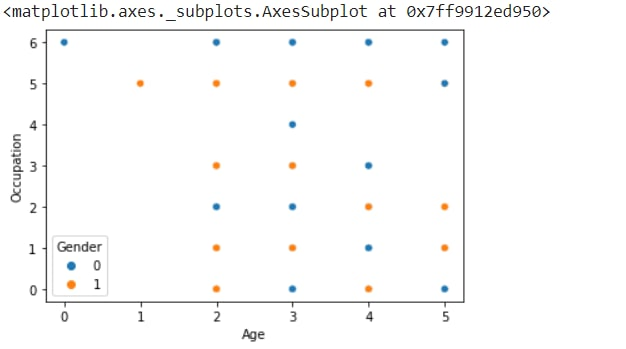 <matplotlib.axes._subplots.AxesSubplot at 0x7ff9912ed950>
6
5
4
3
2
1
0
Occupation
Gender
0
1
0 1 2 3 4 5
Age